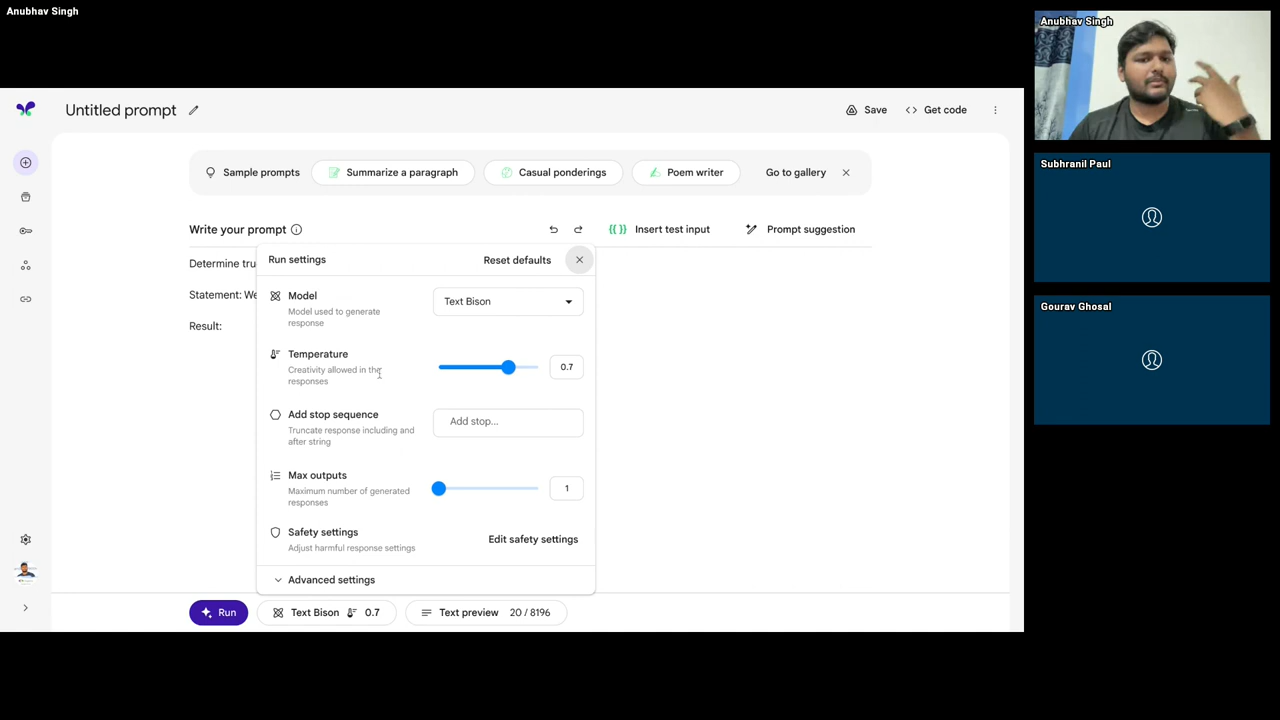 Anubhav Singh
Anubhav Singh
Untitled prompt
Save
Get code
Sample prompts
Summarize a paragraph
Casual ponderings
Poem writer
Go to gallery
Subhranil Paul
Write your prompt
{{ }} Insert test input
Prompt suggestion
Determine tru
Run settings
Reset defaults
Statement: We
Model
Model used to generate
response
Text Bison
Result:
Gourav Ghosal
Temperature
Creativity allowed in the
responses
0.7
Add stop sequence
Truncate response including and
after string
Add stop...
Max outputs
Maximum number of generated
responses
1
Safety settings
Adjust harmful response settings
Edit safety settings
Advanced settings
Run
Text Bison
0.7
Text preview
20 / 8196